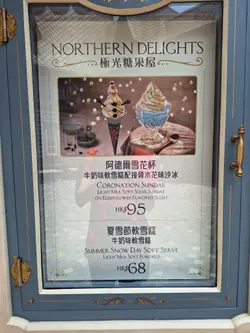 NORTHERN DELIGHTS
極光糖果屋
阿德爾雪花杯
牛奶味軟雪糕配接骨木花味沙冰
CORONATION SUNDAE
LIGHT MILK SOFT SERVE SUNDAE
ON ELDERFLOWER FLAVORED SLUSH
HK$95
夏雪節軟雪糕
牛奶味軟雪糕
SUMMER SNOW DAY SOFT SERVE
LIGHT MILK SOFT FLAVORED
HK$68